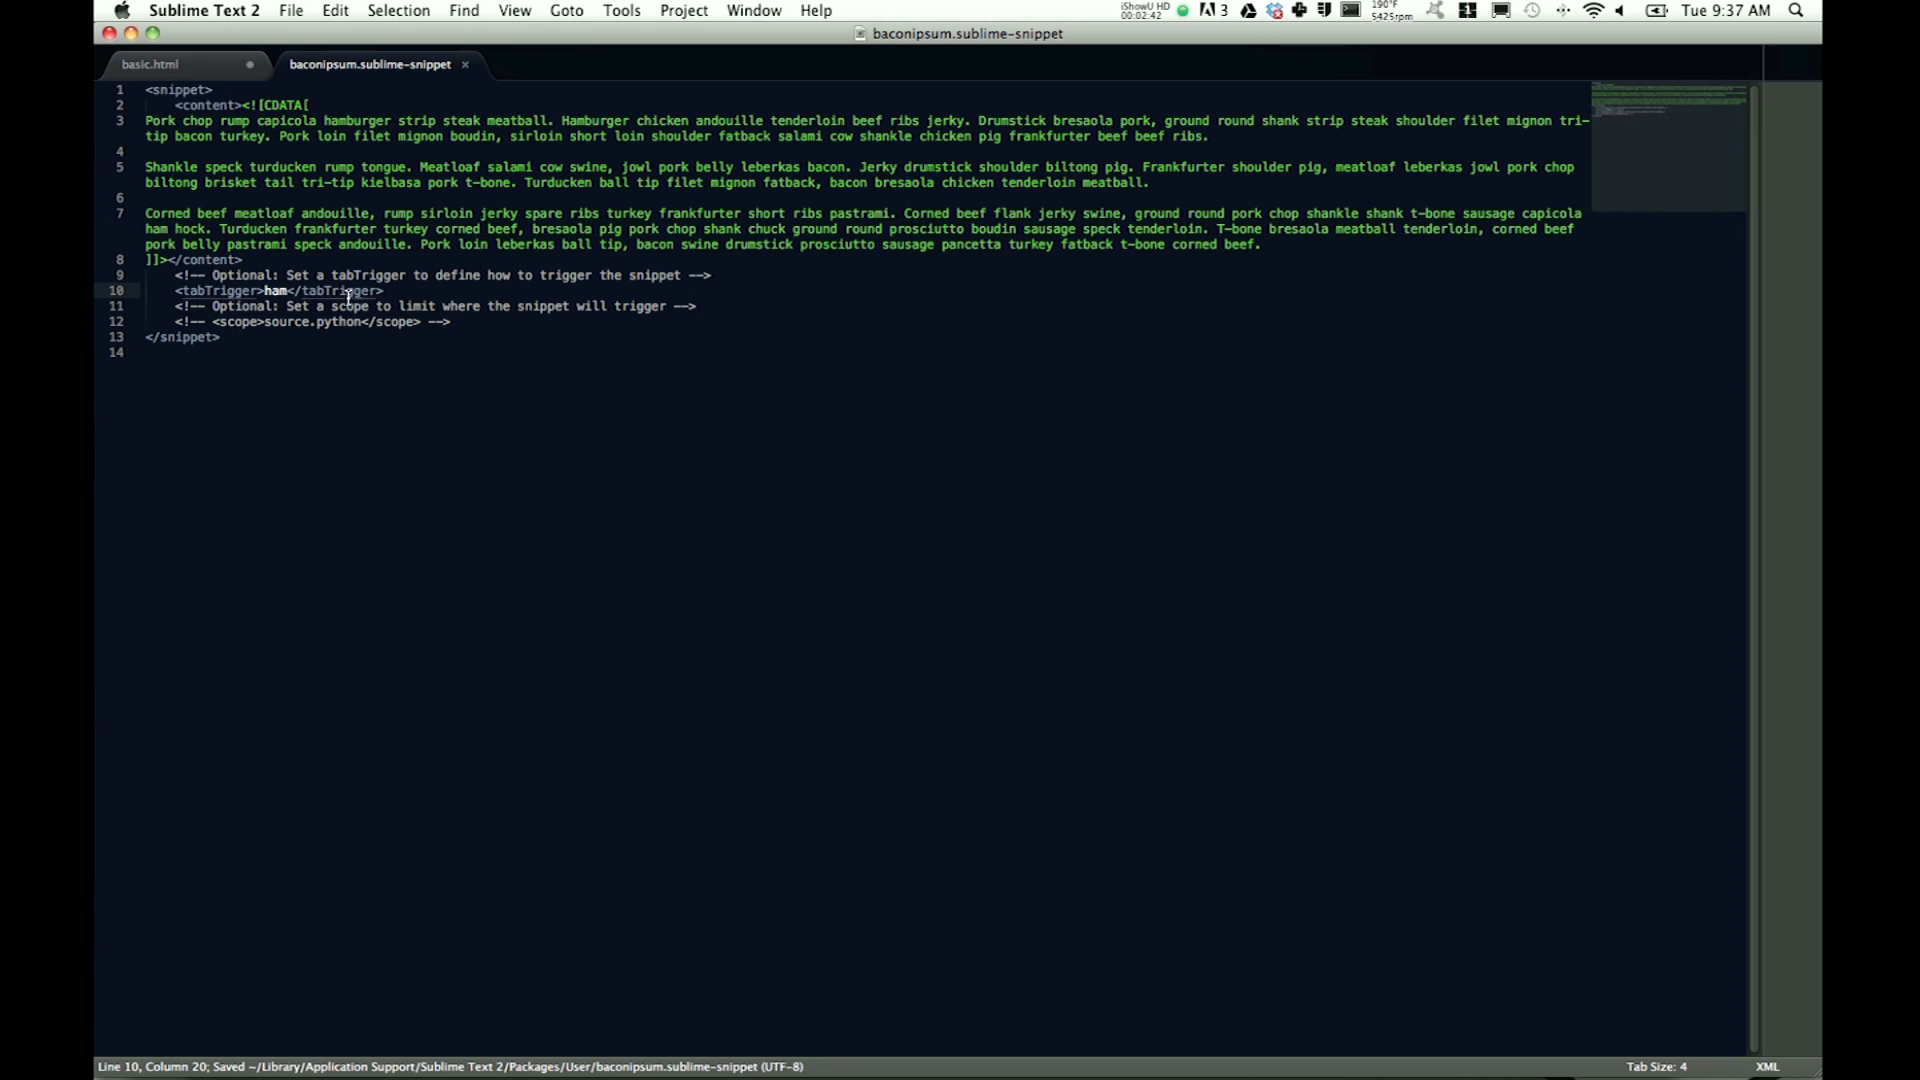 Sublime Text 2 File Edit Selection Find View Goto Tools Project Window Help iShowU HD 00:02:42 3 190°F 5425rpm Tue 9:37 AM
baconipsum.sublime-snippet
basic.html baconipsum.sublime-snippet ×
1 <snippet>
2 <content><![CDATA[
3 Pork chop rump capicola hamburger strip steak meatball. Hamburger chicken andouille tenderloin beef ribs jerky. Drumstick bresaola pork, ground round shank strip steak shoulder filet mignon tri-
tip bacon turkey. Pork loin filet mignon boudin, sirloin short loin shoulder fatback salami cow shankle chicken pig frankfurter beef beef ribs.
4
5 Shankle speck turducken rump tongue. Meatloaf salami cow swine, jowl pork belly leberkas bacon. Jerky drumstick shoulder biltong pig. Frankfurter shoulder pig, meatloaf leberkas jowl pork chop
biltong brisket tail tri-tip kielbasa pork t-bone. Turducken ball tip filet mignon fatback, bacon bresaola chicken tenderloin meatball.
6
7 Corned beef meatloaf andouille, rump sirloin jerky spare ribs turkey frankfurter short ribs pastrami. Corned beef flank jerky swine, ground round pork chop shankle shank t-bone sausage capicola
ham hock. Turducken frankfurter turkey corned beef, bresaola pig pork chop shank chuck ground round prosciutto boudin sausage speck tenderloin. T-bone bresaola meatball tenderloin, corned beef
pork belly pastrami speck andouille. Pork loin leberkas ball tip, bacon swine drumstick prosciutto sausage pancetta turkey fatback t-bone corned beef.
8 ]]></content>
9 <!-- Optional: Set a tabTrigger to define how to trigger the snippet -->
10 <tabTrigger>ham</tabTrigger>
11 <!-- Optional: Set a scope to limit where the snippet will trigger -->
12 <!-- <scope>source.python</scope> -->
13 </snippet>
14
Line 10, Column 20; Saved ~/Library/Application Support/Sublime Text 2/Packages/User/baconipsum.sublime-snippet (UTF-8) Tab Size: 4 XML